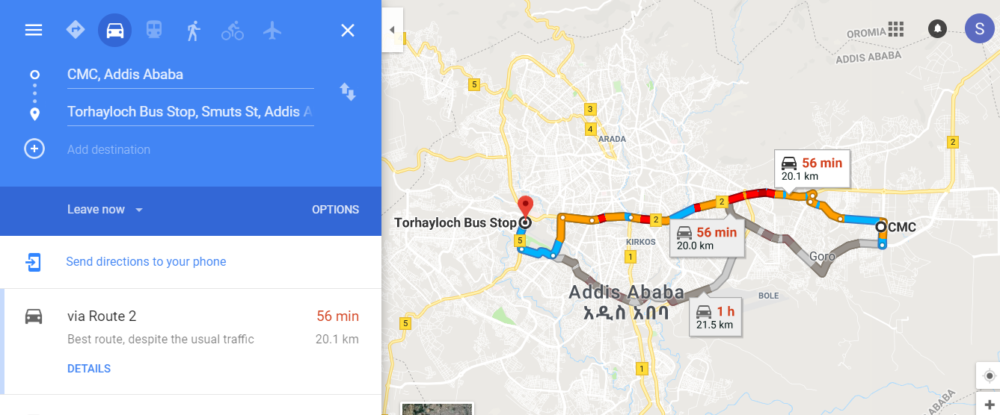 CMC, Addis Ababa
Torhayloch Bus Stop, Smuts St, Addis A
Add destination
Leave now
OPTIONS
Send directions to your phone
via Route 2
56 min
Best route, despite the usual traffic
20.1 km
DETAILS
OROMIA
ADDIS ABABA
S
5
3
4
ARADA
2
56 min
20.1 km
2
Torhayloch Bus Stop
2
CMC
56 min
20.0 km
5
KIRKOS
1
Goro
Addis Ababa
አዲስ አበባ
BOLE
1 h
21.5 km
5
1
ABABA